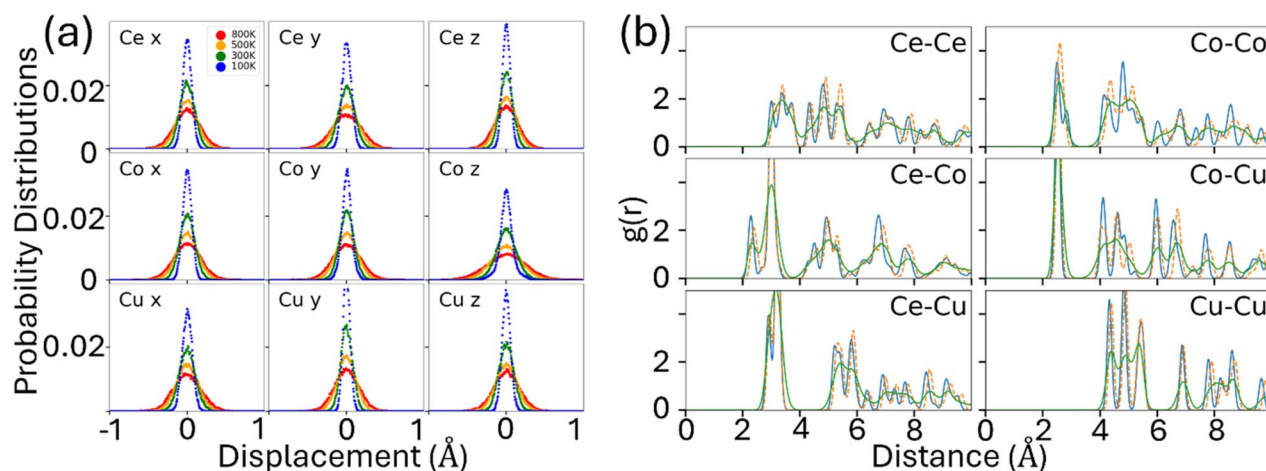 (a)
Probability Distributions
Ce x
800K
500K
300K
100K
Ce y
Ce z
0.02
0
Co x
Co y
Co z
0.02
0
Cu x
Cu y
Cu z
0.02
-1 0 1 0 1 0 1
Displacement (Å)
(b)
g(r)
Ce-Ce
Co-Co
4
2
0
Ce-Co
Co-Cu
4
2
0
Ce-Cu
Cu-Cu
4
2
0
0 2 4 6 8 0 2 4 6 8
Distance (Å)